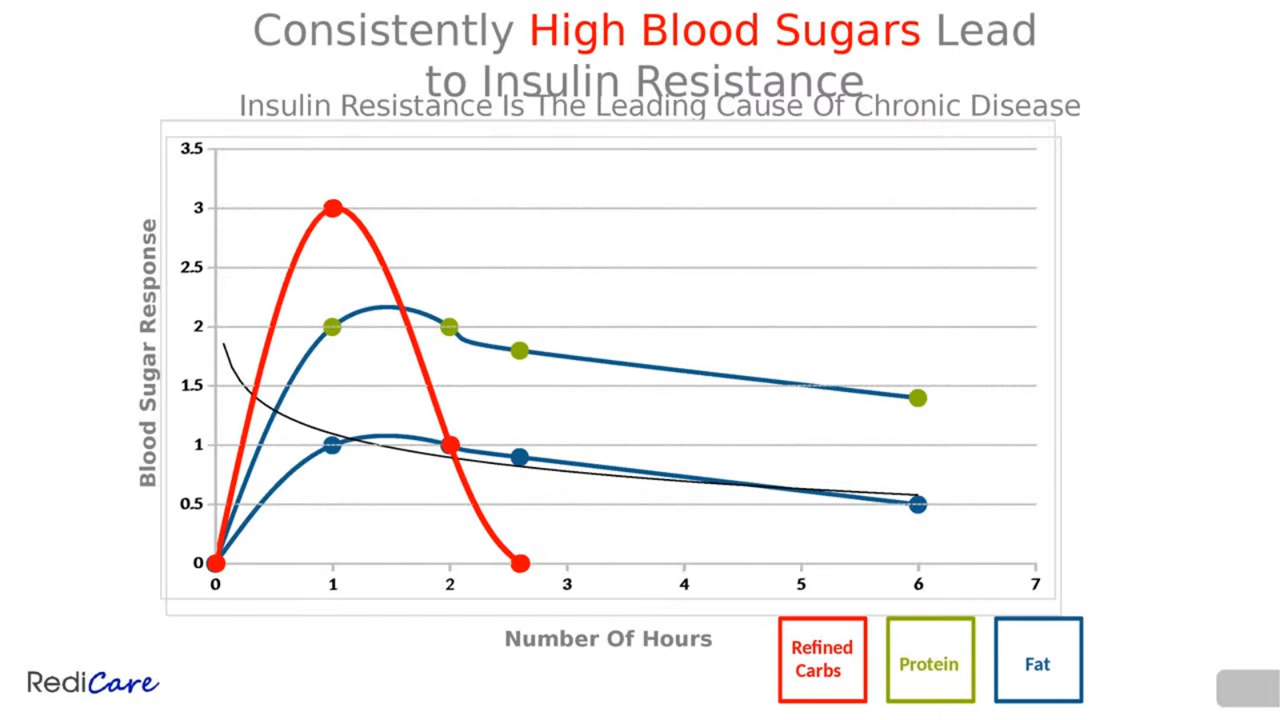 Consistently High Blood Sugars Lead
to Insulin Resistance
Insulin Resistance Is The Leading Cause Of Chronic Disease
3.5
3
2.5
2
1.5
1
0.5
0
Blood Sugar Response
0 1 2 3 4 5 6 7
Number Of Hours
Refined
Carbs
Protein
Fat
RediCare